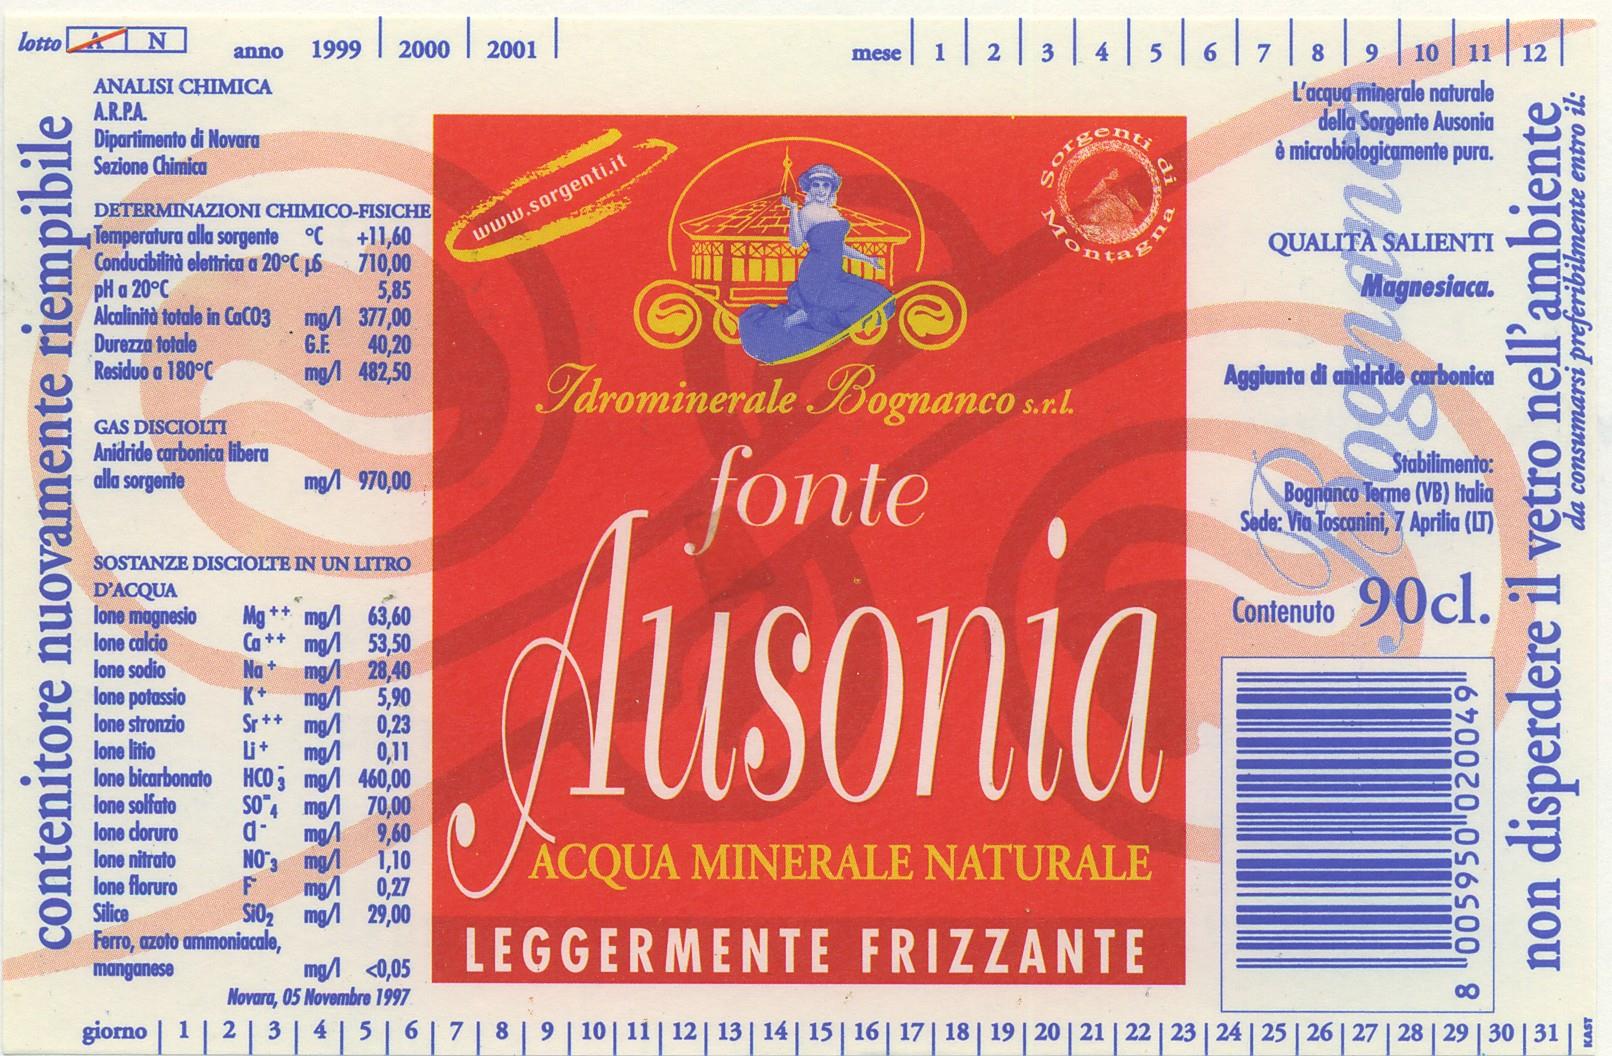 lotto A N anno 1999 2000 2001 mese 1 2 3 4 5 6 7 8 9 10 11 12
contenitore nuovamente riempibile
ANALISI CHIMICA
A.R.P.A.
Dipartimento di Novara
Sezione Chimica
DETERMINAZIONI CHIMICO-FISICHE
Temperatura alla sorgente °C +11,60
Conducibilità elettrica a 20°C µS 710,00
pH a 20°C 5,85
Alcalinità totale in CaCO3 mg/l 377,00
Durezza totale G.F. 40,20
Residuo a 180°C mg/l 482,50
GAS DISCIOLTI
Anidride carbonica libera
alla sorgente mg/l 970,00
SOSTANZE DISCIOLTE IN UN LITRO
D'ACQUA
Ione magnesio Mg++ mg/l 63,60
Ione calcio Ca++ mg/l 53,50
Ione sodio Na+ mg/l 28,40
Ione potassio K+ mg/l 5,90
Ione stronzio Sr++ mg/l 0,23
Ione litio Li+ mg/l 0,11
Ione bicarbonato HCO3- mg/l 460,00
Ione solfato SO4-- mg/l 70,00
Ione cloruro Cl- mg/l 9,60
Ione nitrato NO3- mg/l 1,10
Ione floruro F- mg/l 0,27
Silice SiO2 mg/l 29,00
Ferro, azoto ammoniacale,
manganese mg/l <0,05
Novara, 05 Novembre 1997
www.sorgenti.it
Sorgenti di
Montagna
Idrominerale Bognanco s.r.l.
fonte
Ausonia
ACQUA MINERALE NATURALE
LEGGERMENTE FRIZZANTE
L'acqua minerale naturale
della Sorgente Ausonia
è microbiologicamente pura.
QUALITÀ SALIENTI
Magnesiaca.
Aggiunta di anidride carbonica
Bognanco
Stabilimento:
Bognanco Terme (VB) Italia
Sede: Via Toscanini, 7 Aprilia (LT)
Contenuto 90cl.
8 005950 020049
non disperdere il vetro nell'ambiente
da consumarsi preferibilmente entro il:
giorno 1 2 3 4 5 6 7 8 9 10 11 12 13 14 15 16 17 18 19 20 21 22 23 24 25 26 27 28 29 30 31
KAST